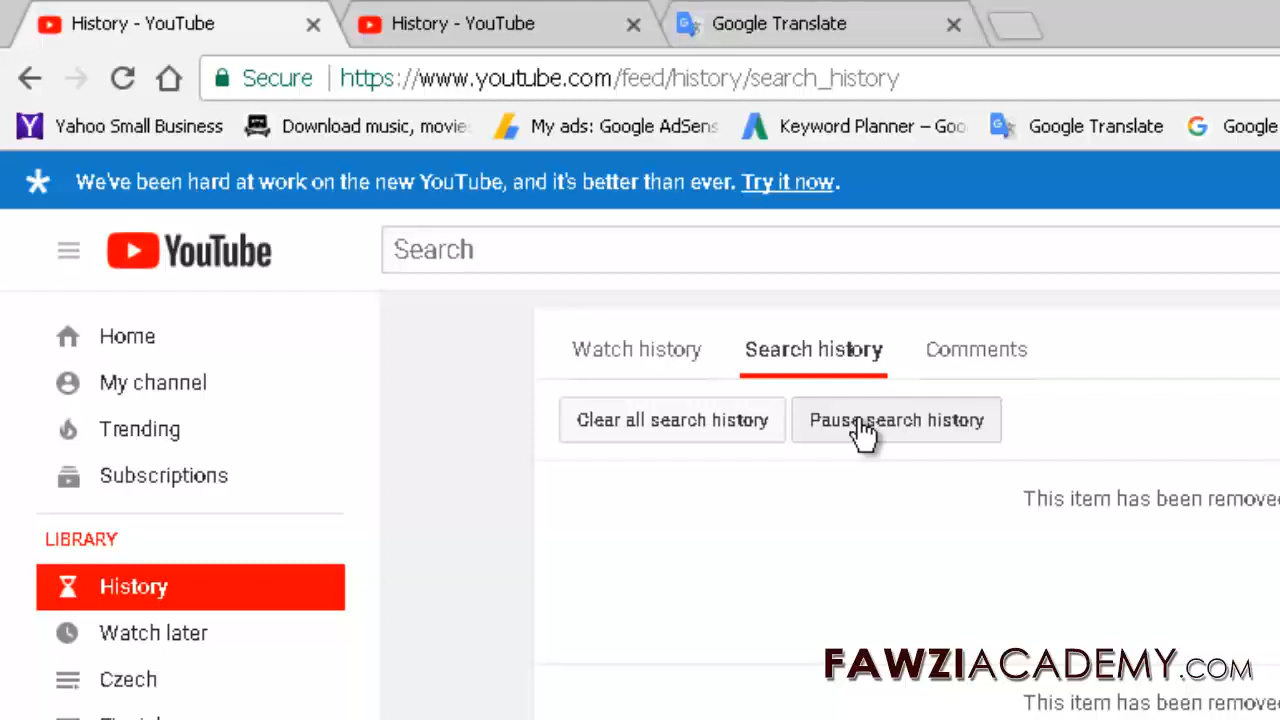 History - YouTube
History - YouTube
Google Translate
Secure https://www.youtube.com/feed/history/search_history
Yahoo Small Business
Download music, movie
My ads: Google AdSens
Keyword Planner – Goo
Google Translate
Google
We've been hard at work on the new YouTube, and it's better than ever. Try it now.
YouTube
Search
Home
My channel
Trending
Subscriptions
LIBRARY
History
Watch later
Czech
Watch history
Search history
Comments
Clear all search history
Pause search history
This item has been remove
This item has been remove
FAWZIACADEMY.COM